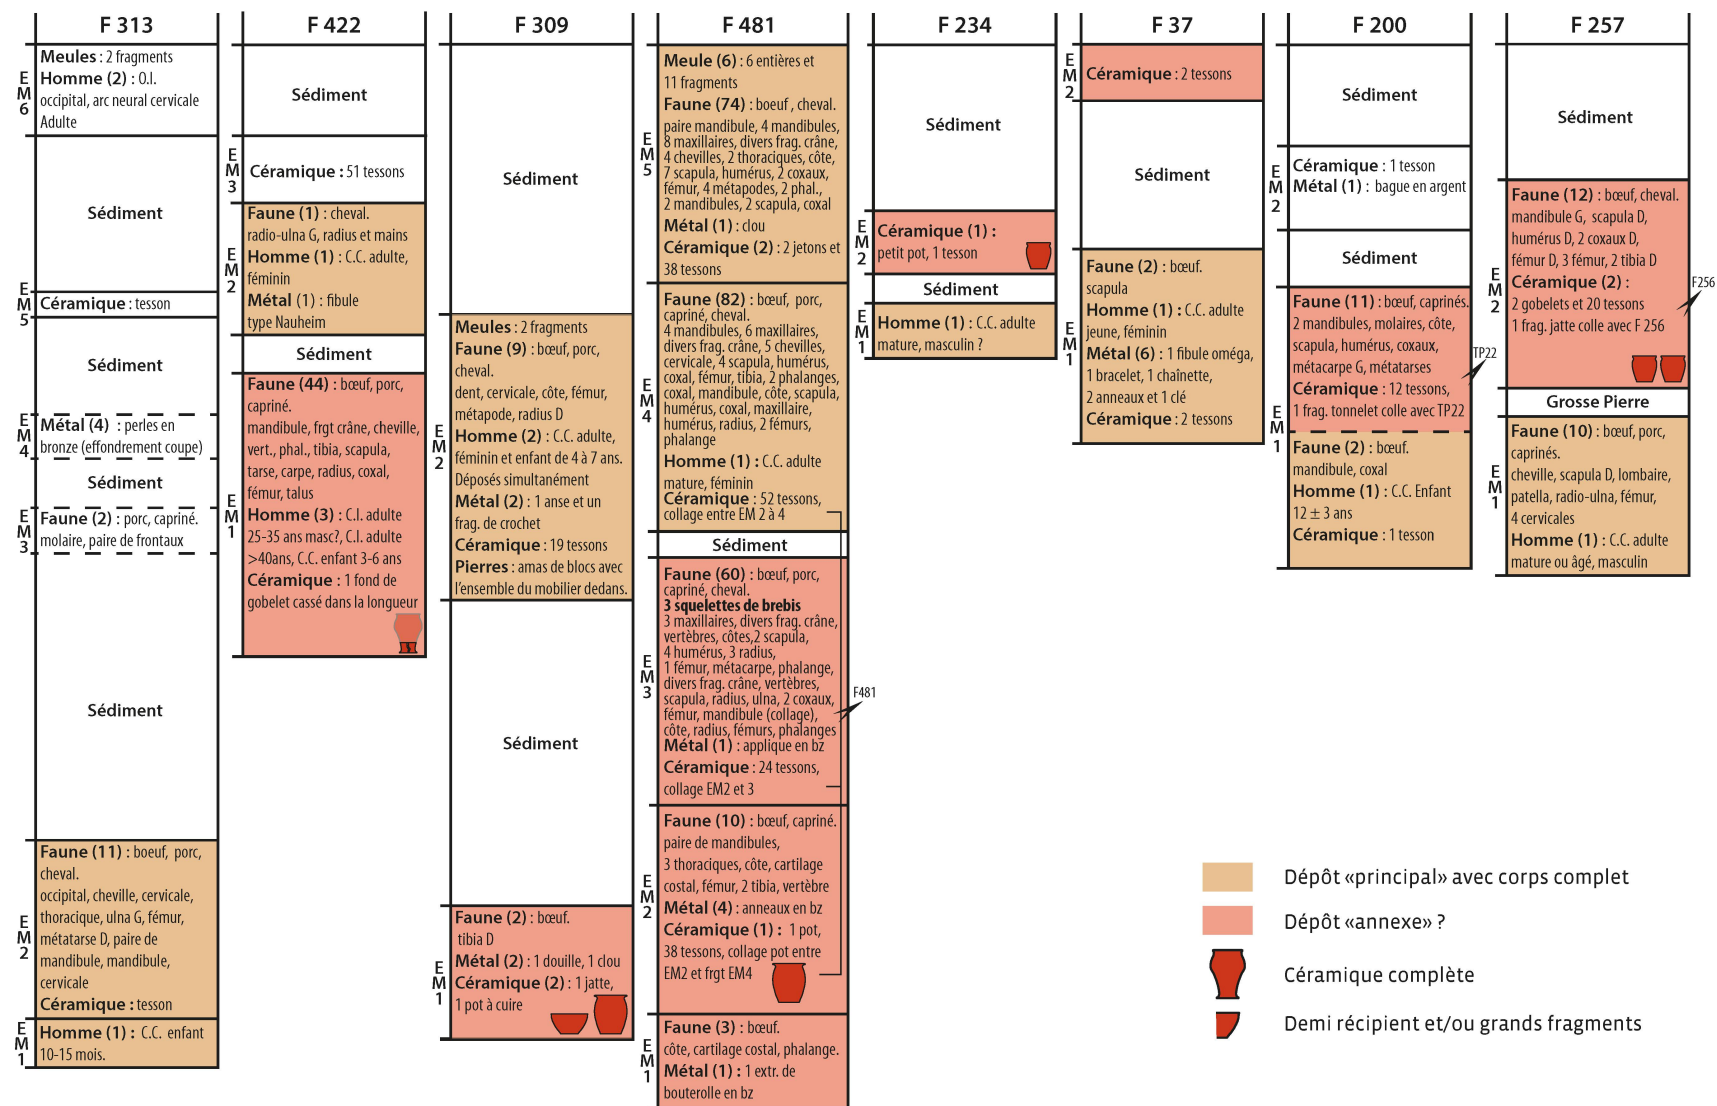 F 313
E M 6
Meules : 2 fragments
Homme (2) : O.I.
occipital, arc neural cervicale
Adulte
Sédiment
E M 5
Céramique : tesson
Sédiment
E M 4
Métal (4) : perles en
bronze (effondrement coupe)
Sédiment
E M 3
Faune (2) : porc, capriné.
molaire, paire de frontaux
Sédiment
E M 2
Faune (11) : boeuf, porc,
cheval.
occipital, cheville, cervicale,
thoracique, ulna G, fémur,
métatarse D, paire de
mandibule, mandibule,
cervicale
Céramique : tesson
E M 1
Homme (1) : C.C. enfant
10-15 mois.
F 422
Sédiment
E M 3
Céramique : 51 tessons
E M 2
Faune (1) : cheval.
radio-ulna G, radius et mains
Homme (1) : C.C. adulte,
féminin
Métal (1) : fibule
type Nauheim
Sédiment
E M 1
Faune (44) : bœuf, porc,
capriné.
mandibule, frgt crâne, cheville,
vert., phal., tibia, scapula,
tarse, carpe, radius, coxal,
fémur, talus
Homme (3) : C.I. adulte
25-35 ans masc?, C.I. adulte
>40ans, C.C. enfant 3-6 ans
Céramique : 1 fond de
gobelet cassé dans la longueur
F 309
Sédiment
E M 2
Meules : 2 fragments
Faune (9) : bœuf, porc,
cheval.
dent, cervicale, côte, fémur,
métapode, radius D
Homme (2) : C.C. adulte,
féminin et enfant de 4 à 7 ans.
Déposés simultanément
Métal (2) : 1 anse et un
frag. de crochet
Céramique : 19 tessons
Pierres : amas de blocs avec
l'ensemble du mobilier dedans.
Sédiment
E M 1
Faune (2) : bœuf.
tibia D
Métal (2) : 1 douille, 1 clou
Céramique (2) : 1 jatte,
1 pot à cuire
F 481
E M 5
Meule (6) : 6 entières et
11 fragments
Faune (74) : boeuf , cheval.
paire mandibule, 4 mandibules,
8 maxillaires, divers frag. crâne,
4 chevilles, 2 thoraciques, côte,
7 scapula, humérus, 2 coxaux,
fémur, 4 métapodes, 2 phal.,
2 mandibules, 2 scapula, coxal
Métal (1) : clou
Céramique (2) : 2 jetons et
38 tessons
E M 4
Faune (82) : bœuf, porc,
capriné, cheval.
4 mandibules, 6 maxillaires,
divers frag. crâne, 5 chevilles,
cervicale, 4 scapula, humérus,
coxal, fémur, tibia, 2 phalanges,
coxal, mandibule, côte, scapula,
humérus, coxal, maxillaire,
humérus, radius, 2 fémurs,
phalange
Homme (1) : C.C. adulte
mature, féminin
Céramique : 52 tessons,
collage entre EM 2 à 4
Sédiment
E M 3
Faune (60) : bœuf, porc,
capriné, cheval.
3 squelettes de brebis
3 maxillaires, divers frag. crâne,
vertèbres, côtes,2 scapula,
4 humérus, 3 radius,
1 fémur, métacarpe, phalange,
divers frag. crâne, vertèbres,
scapula, radius, ulna, 2 coxaux,
fémur, mandibule (collage),
côte, radius, fémurs, phalanges
Métal (1) : applique en bz
Céramique : 24 tessons,
collage EM2 et 3
F481
E M 2
Faune (10) : bœuf, capriné.
paire de mandibules,
3 thoraciques, côte, cartilage
costal, fémur, 2 tibia, vertèbre
Métal (4) : anneaux en bz
Céramique (1) : 1 pot,
38 tessons, collage pot entre
EM2 et frgt EM4
E M 1
Faune (3) : bœuf.
côte, cartilage costal, phalange.
Métal (1) : 1 extr. de
bouterolle en bz
F 234
Sédiment
E M 2
Céramique (1) :
petit pot, 1 tesson
Sédiment
E M 1
Homme (1) : C.C. adulte
mature, masculin ?
F 37
E M 2
Céramique : 2 tessons
Sédiment
E M 1
Faune (2) : bœuf.
scapula
Homme (1) : C.C. adulte
jeune, féminin
Métal (6) : 1 fibule oméga,
1 bracelet, 1 chaînette,
2 anneaux et 1 clé
Céramique : 2 tessons
F 200
Sédiment
E M 2
Céramique : 1 tesson
Métal (1) : bague en argent
Sédiment
E M 1
Faune (11) : bœuf, caprinés.
2 mandibules, molaires, côte,
scapula, humérus, coxaux,
métacarpe G, métatarses
Céramique : 12 tessons,
1 frag. tonnelet colle avec TP22
TP22
Faune (2) : bœuf.
mandibule, coxal
Homme (1) : C.C. Enfant
12 ± 3 ans
Céramique : 1 tesson
F 257
Sédiment
E M 2
Faune (12) : bœuf, cheval.
mandibule G, scapula D,
humérus D, 2 coxaux D,
fémur D, 3 fémur, 2 tibia D
Céramique (2) :
2 gobelets et 20 tessons
1 frag. jatte colle avec F 256
F256
Grosse Pierre
E M 1
Faune (10) : bœuf, porc,
caprinés.
cheville, scapula D, lombaire,
patella, radio-ulna, fémur,
4 cervicales
Homme (1) : C.C. adulte
mature ou âgé, masculin
Dépôt «principal» avec corps complet
Dépôt «annexe» ?
Céramique complète
Demi récipient et/ou grands fragments